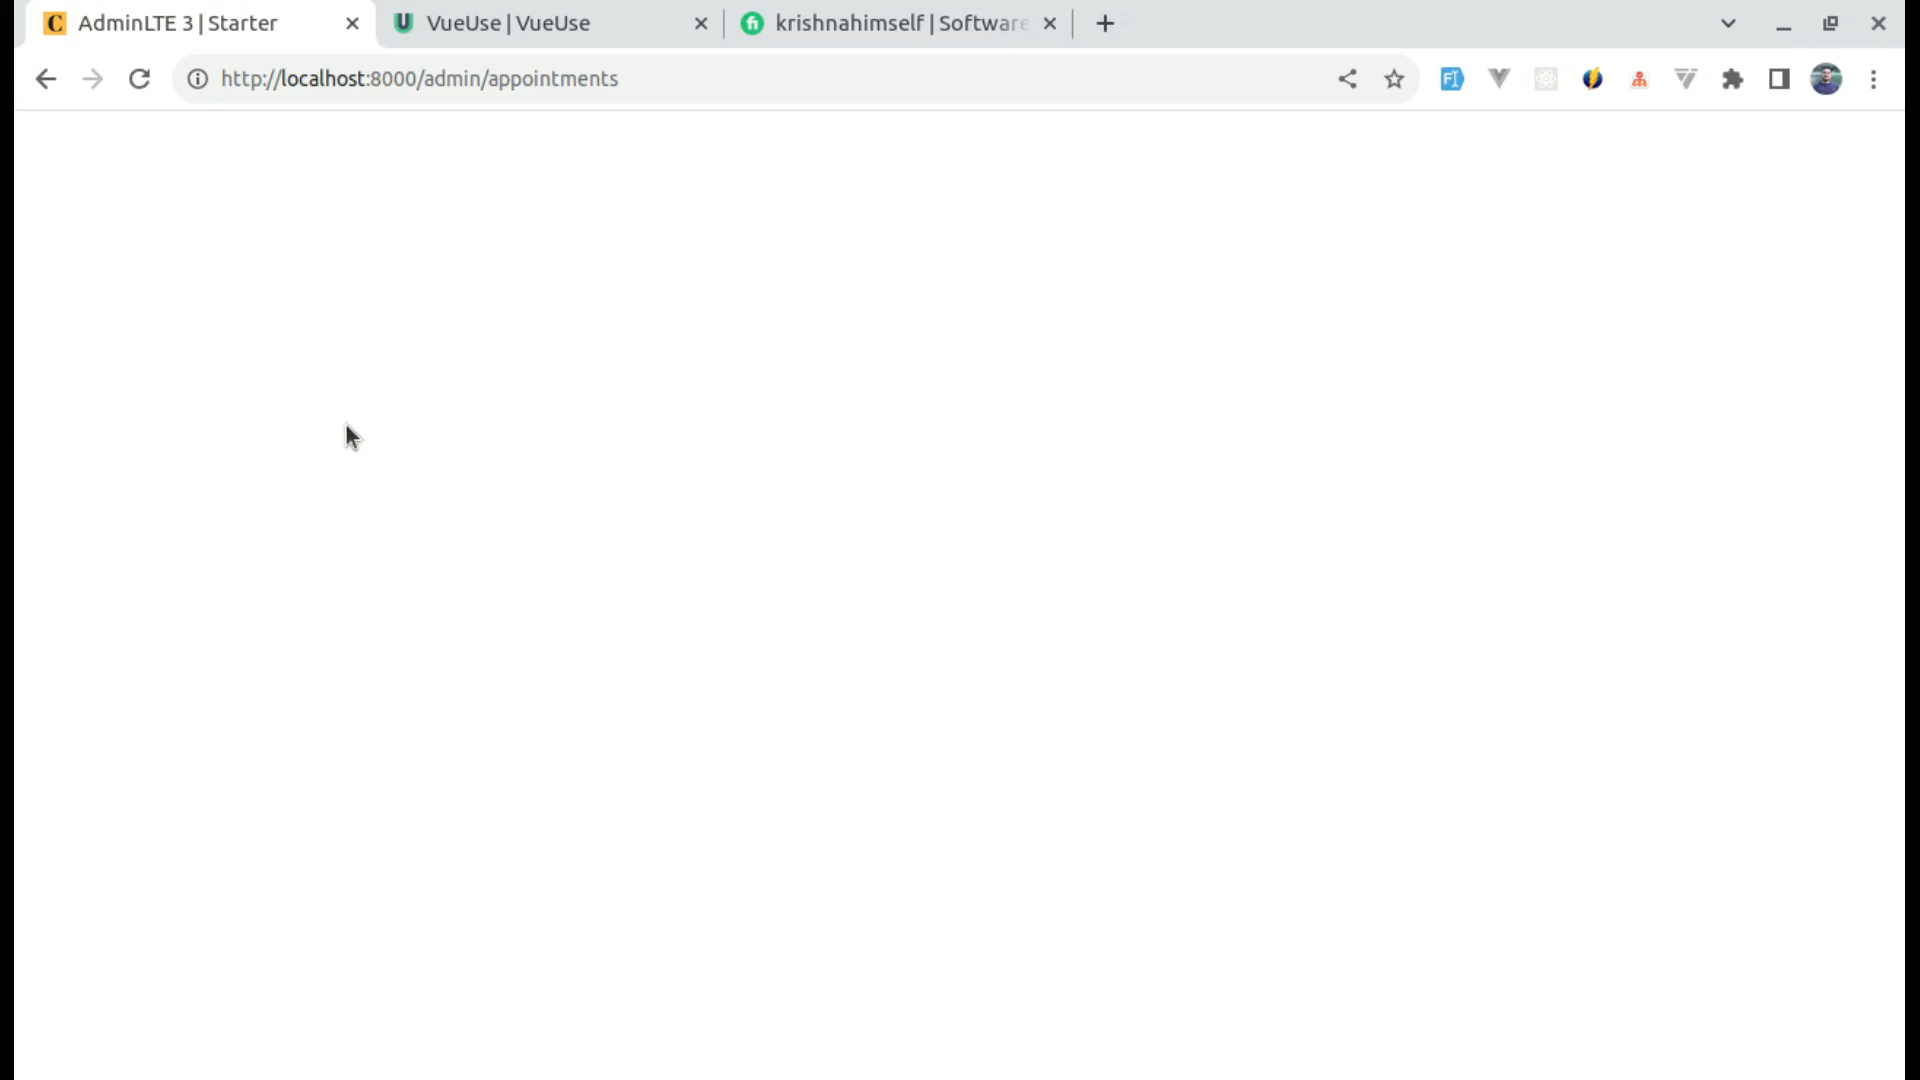 AdminLTE 3 | Starter
VueUse | VueUse
krishnahimself | Software
http://localhost:8000/admin/appointments